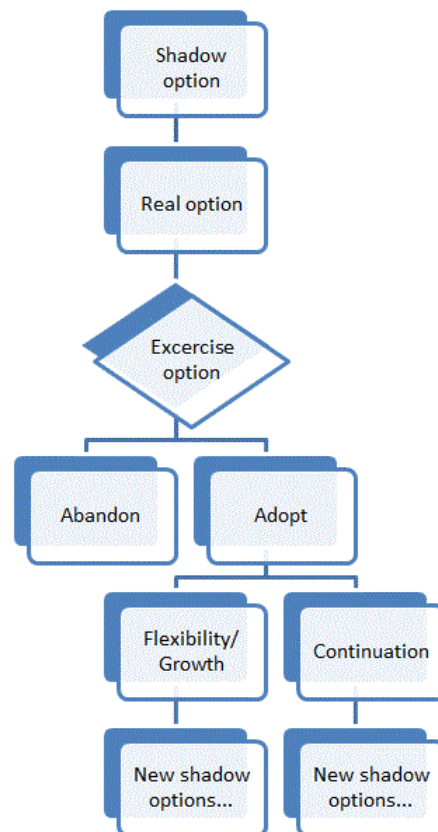 Shadow
option
Real option
Excercise
option
Abandon
Adopt
Flexibility/
Growth
Continuation
New shadow
options...
New shadow
options...